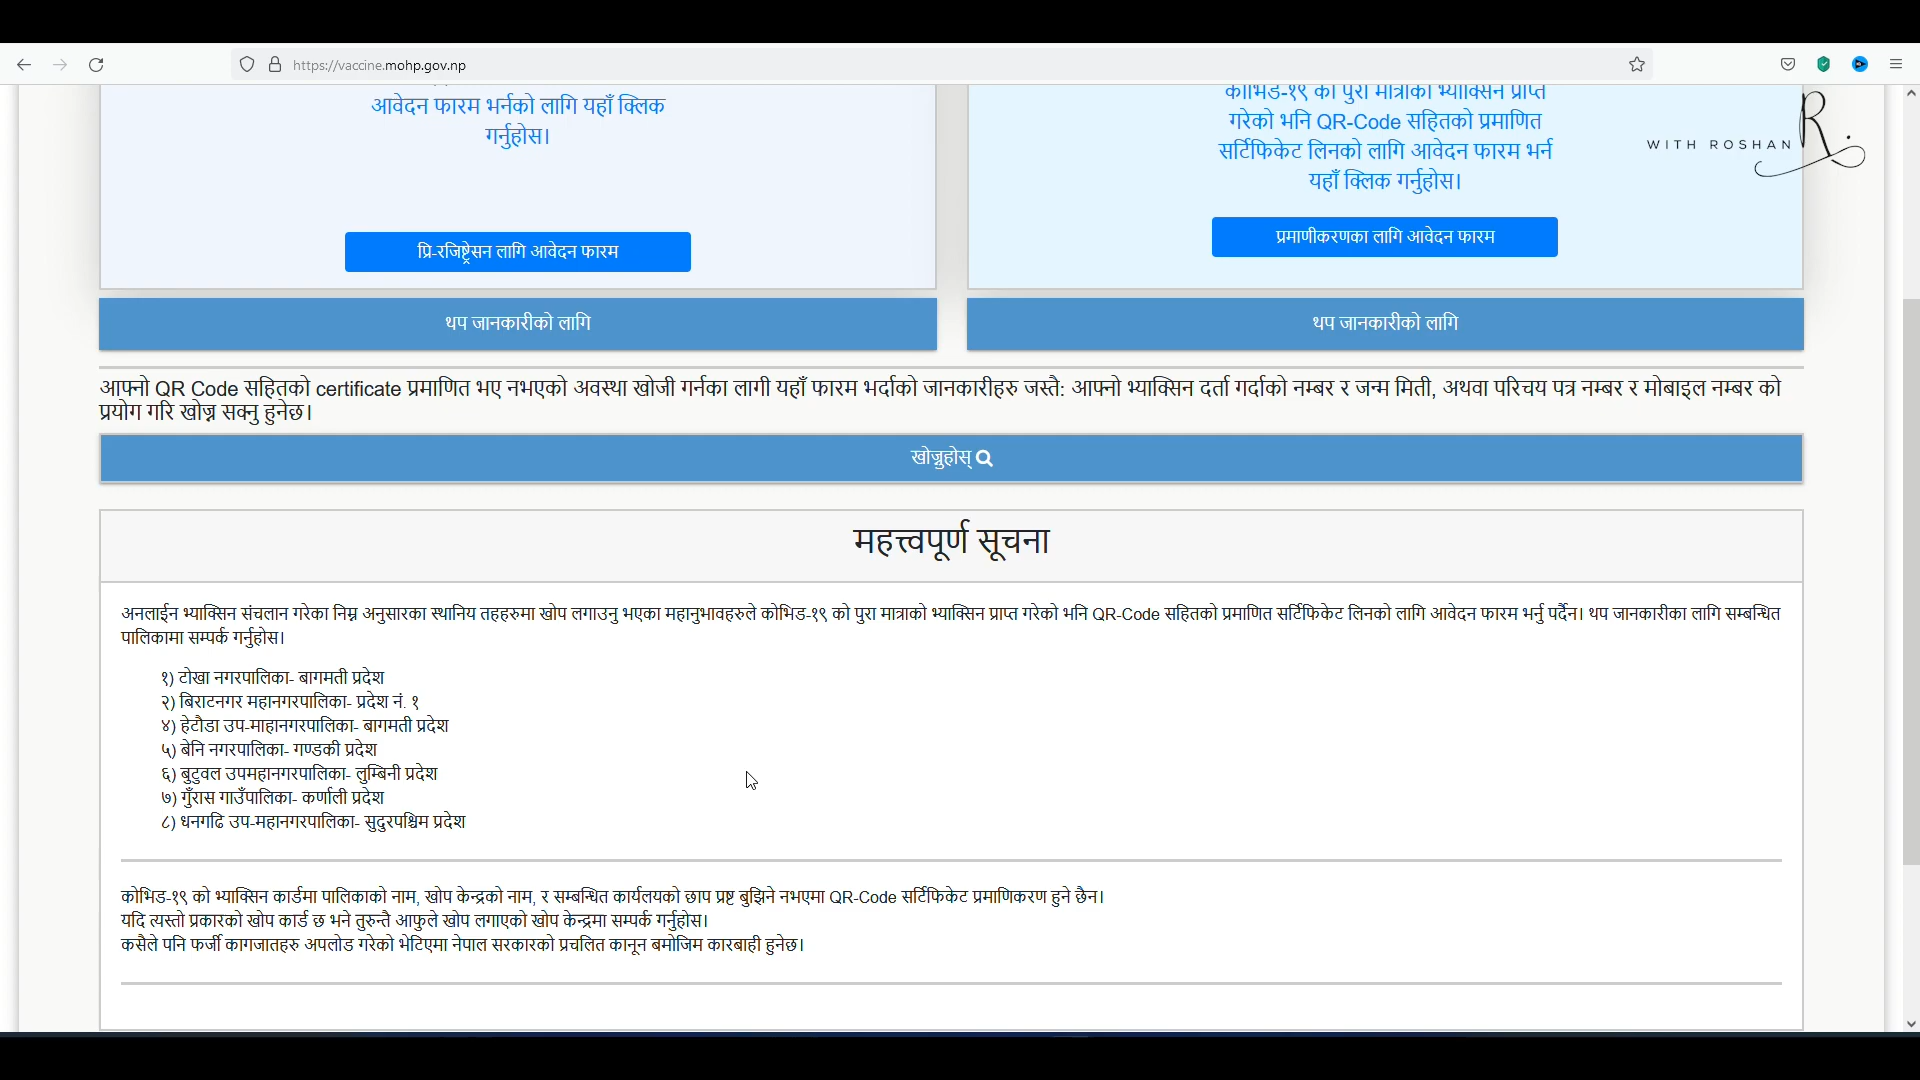 https://vaccine.mohp.gov.np
आवेदन फारम भर्नको लागि यहाँ क्लिक
गर्नुहोस।
प्रि-रजिष्ट्रेसन लागि आवेदन फारम
थप जानकारीको लागि
कोभिड-१९ को पुरा मात्राको भ्याक्सिन प्राप्त
गरेको भनि QR-Code सहितको प्रमाणित
सर्टिफिकेट लिनको लागि आवेदन फारम भर्न
यहाँ क्लिक गर्नुहोस।
प्रमाणीकरणका लागि आवेदन फारम
थप जानकारीको लागि
R.
WITH ROSHAN
आफ्नो QR Code सहितको certificate प्रमाणित भए नभएको अवस्था खोजी गर्नका लागी यहाँ फारम भर्दाको जानकारीहरु जस्तै: आफ्नो भ्याक्सिन दर्ता गर्दाको नम्बर र जन्म मिती, अथवा परिचय पत्र नम्बर र मोबाइल नम्बर को
प्रयोग गरि खोज्न सक्नु हुनेछ।
खोज्नुहोस्
महत्त्वपूर्ण सूचना
अनलाईन भ्याक्सिन संचलान गरेका निम्न अनुसारका स्थानिय तहहरुमा खोप लगाउनु भएका महानुभावहरुले कोभिड-१९ को पुरा मात्राको भ्याक्सिन प्राप्त गरेको भनि QR-Code सहितको प्रमाणित सर्टिफिकेट लिनको लागि आवेदन फारम भर्नु पर्दैन। थप जानकारीका लागि सम्बन्धित
पालिकामा सम्पर्क गर्नुहोस।
१) टोखा नगरपालिका- बागमती प्रदेश
२) बिराटनगर महानगरपालिका- प्रदेश नं. १
४) हेटौडा उप-माहानगरपालिका- बागमती प्रदेश
५) बेनि नगरपालिका- गण्डकी प्रदेश
६) बुटुवल उपमहानगरपालिका- लुम्बिनी प्रदेश
७) गुँरास गाउँपालिका- कर्णाली प्रदेश
८) धनगढि उप-महानगरपालिका- सुदुरपश्चिम प्रदेश
कोभिड-१९ को भ्याक्सिन कार्डमा पालिकाको नाम, खोप केन्द्रको नाम, र सम्बन्धित कार्यलयको छाप प्रष्ट बुझिने नभएमा QR-Code सर्टिफिकेट प्रमाणिकरण हुने छैन।
यदि त्यस्तो प्रकारको खोप कार्ड छ भने तुरुन्तै आफुले खोप लगाएको खोप केन्द्रमा सम्पर्क गर्नुहोस।
कसैले पनि फर्जी कागजातहरु अपलोड गरेको भेटिएमा नेपाल सरकारको प्रचलित कानून बमोजिम कारबाही हुनेछ।